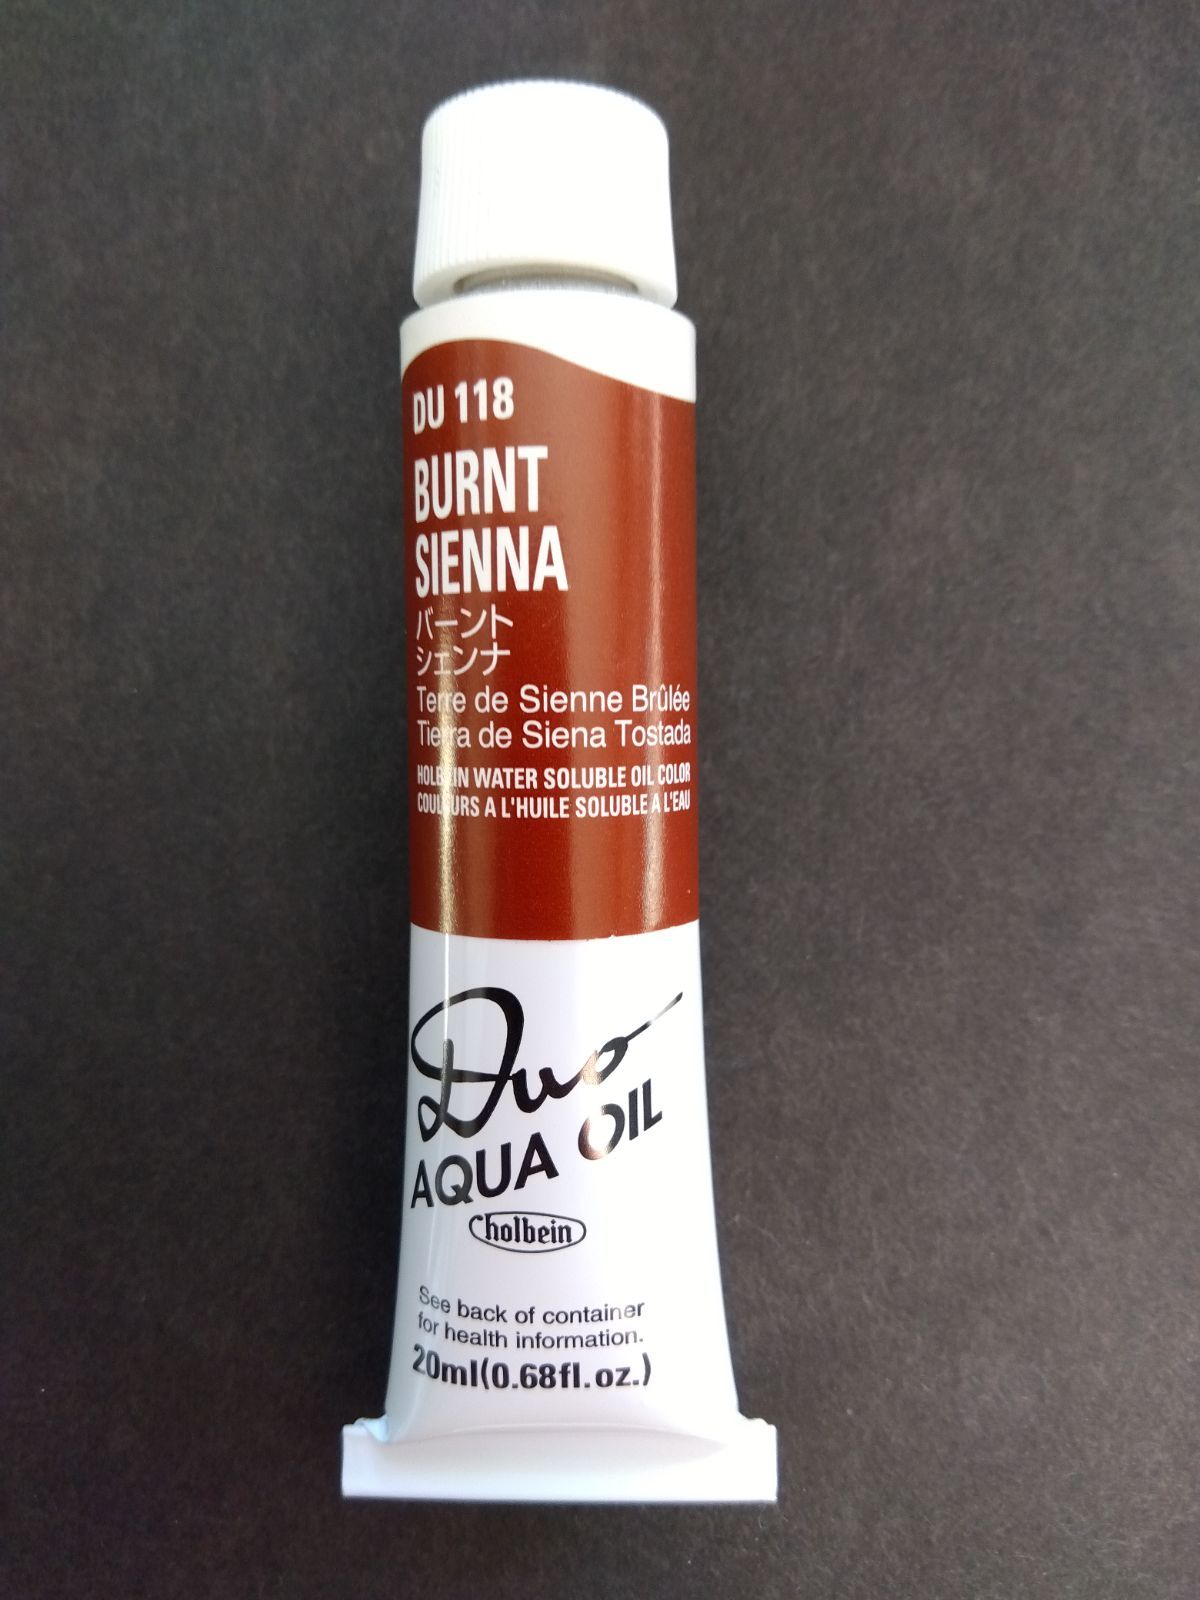 DU 118
BURNT
SIENNA
バーント
シェンナ
Terre de Sienne Brûlée
Tierra de Siena Tostada
HOLBEIN WATER SOLUBLE OIL COLOR
COULEURS A L'HUILE SOLUBLE A L'EAU
Duo
AQUA OIL
holbein
See back of container
for health information.
20ml(0.68fl.oz.)